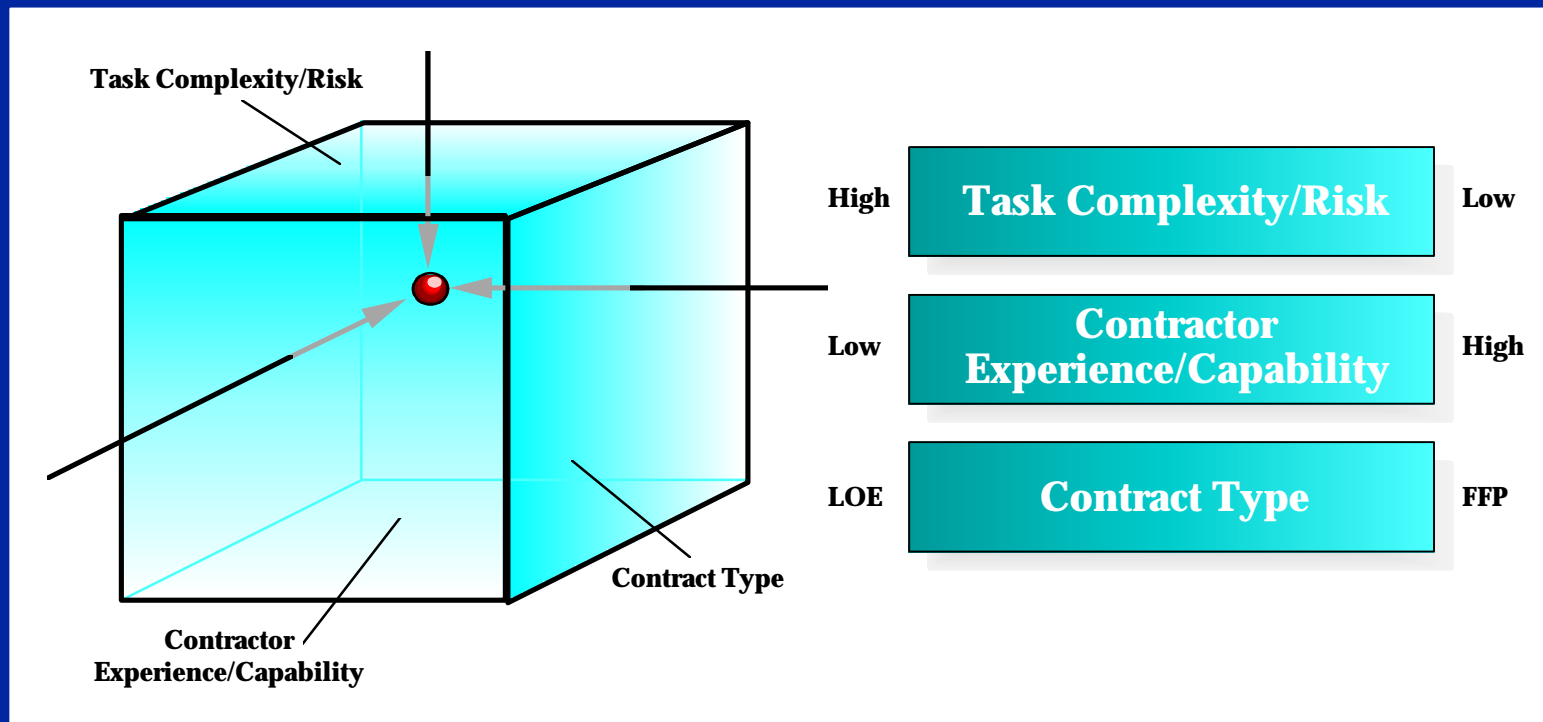 Task Complexity/Risk
Contract Type
Contractor
Experience/Capability
High
Task Complexity/Risk
Low
Low
Contractor
Experience/Capability
High
LOE
Contract Type
FFP